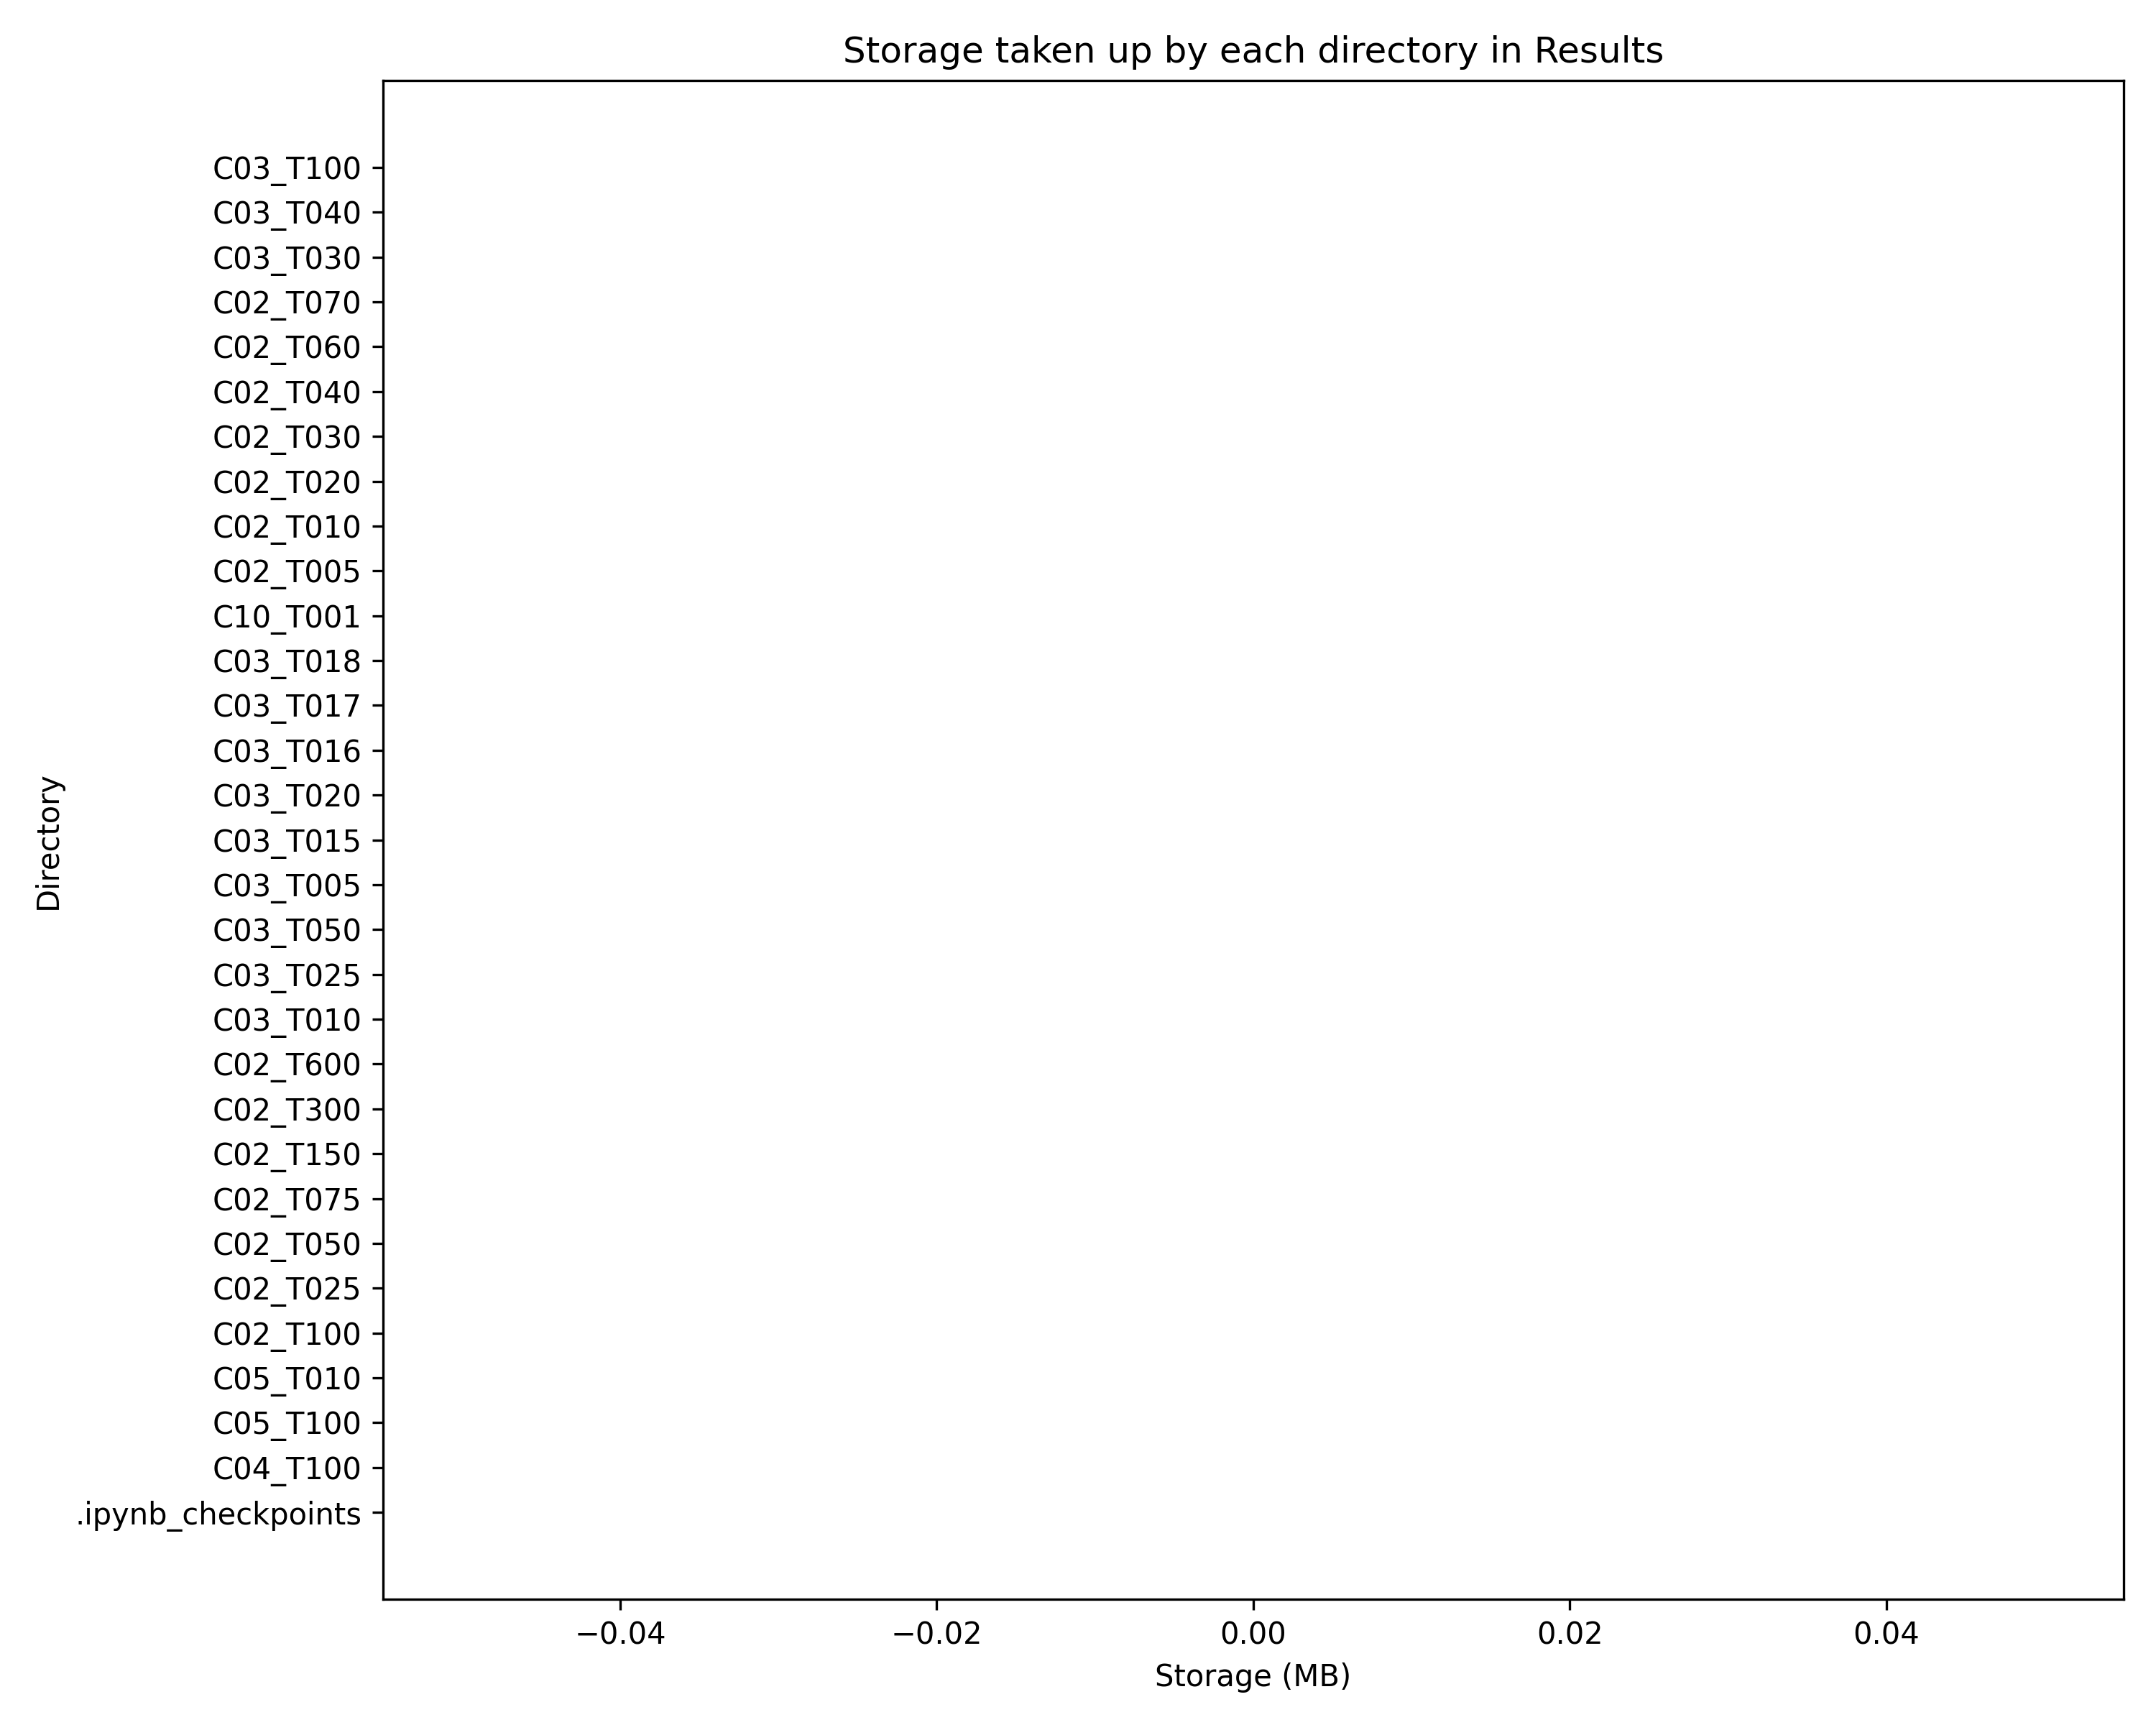 Storage taken up by each directory in Results
C03_T100
C03_T040
C03_T030
C02_T070
C02_T060
C02_T040
C02_T030
C02_T020
C02_T010
C02_T005
C10_T001
C03_T018
C03_T017
C03_T016
C03_T020
C03_T015
C03_T005
C03_T050
C03_T025
C03_T010
C02_T600
C02_T300
C02_T150
C02_T075
C02_T050
C02_T025
C02_T100
C05_T010
C05_T100
C04_T100
.ipynb_checkpoints
Directory
−0.04 −0.02 0.00 0.02 0.04
Storage (MB)